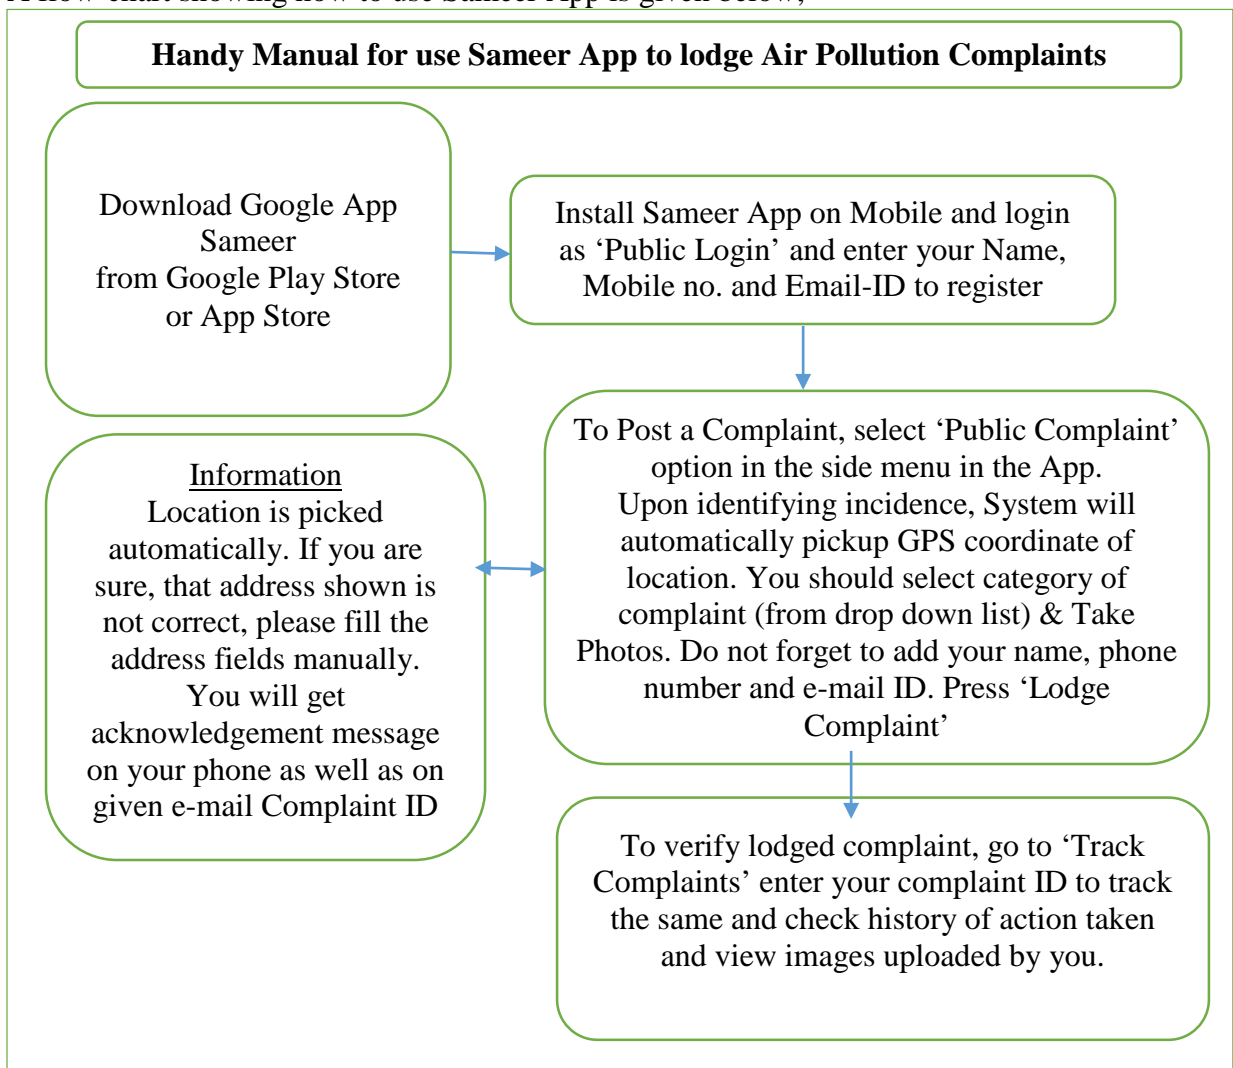 Handy Manual for use Sameer App to lodge Air Pollution Complaints
Download Google App
Sameer
from Google Play Store
or App Store
Install Sameer App on Mobile and login
as ‘Public Login’ and enter your Name,
Mobile no. and Email-ID to register
To Post a Complaint, select ‘Public Complaint’
option in the side menu in the App.
Upon identifying incidence, System will
automatically pickup GPS coordinate of
location. You should select category of
complaint (from drop down list) & Take
Photos. Do not forget to add your name, phone
number and e-mail ID. Press ‘Lodge
Complaint’
Information
Location is picked
automatically. If you are
sure, that address shown is
not correct, please fill the
address fields manually.
You will get
acknowledgement message
on your phone as well as on
given e-mail Complaint ID
To verify lodged complaint, go to ‘Track
Complaints’ enter your complaint ID to track
the same and check history of action taken
and view images uploaded by you.